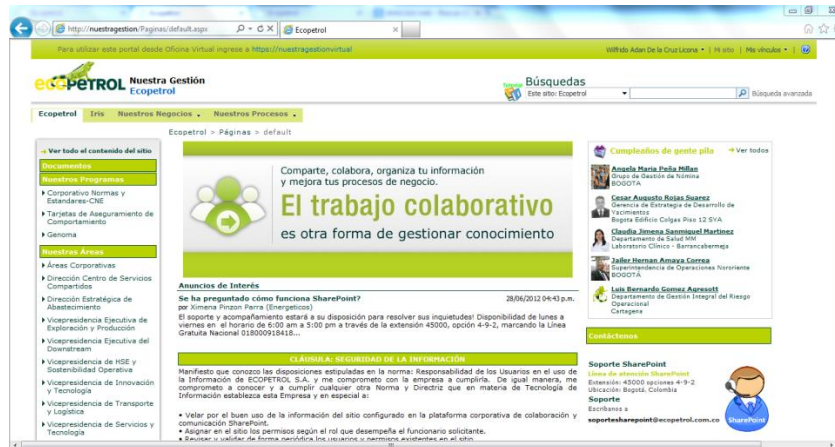 http://nuestragestion/Paginas/default.aspx
Ecopetrol
Para utilizar este portal desde Oficina Virtual ingrese a https://nuestragestionvirtual
Wilfrido Adan De la Cruz Licona
Mi sitio | Mis vínculos
ecopetrol
Nuestra Gestión
Ecopetrol
Búsquedas
Este sitio: Ecopetrol
Búsqueda avanzada
Ecopetrol Iris Nuestros Negocios Nuestros Procesos
Ecopetrol > Páginas > default
Ver todo el contenido del sitio
Documentos
Nuestros Programas
Corporativo Normas y
Estandares-CNE
Tarjetas de Aseguramiento de
Comportamiento
Genoma
Nuestras Áreas
Áreas Corporativas
Dirección Centro de Servicios
Compartidos
Dirección Estratégica de
Abastecimiento
Vicepresidencia Ejecutiva de
Exploración y Producción
Vicepresidencia Ejecutiva del
Downstream
Vicepresidencia de HSE y
Sostenibilidad Operativa
Vicepresidencia de Innovación
y Tecnología
Vicepresidencia de Transporte
y Logística
Vicepresidencia de Servicios y
Tecnología
Comparte, colabora, organiza tu información
y mejora tus procesos de negocio.
El trabajo colaborativo
es otra forma de gestionar conocimiento
Anuncios de Interés
Se ha preguntado cómo funciona SharePoint? 28/06/2012 04:43 p.m.
por Ximena Pinzon Parra (Energeticos)
El soporte y acompañamiento estará a su disposición para resolver sus inquietudes! Disponibilidad de lunes a
viernes en el horario de 6:00 am a 5:00 pm a través de la extensión 45000, opción 4-9-2, marcando la Línea
Gratuita Nacional 018000918418...
CLÁUSULA: SEGURIDAD DE LA INFORMACIÓN
Manifiesto que conozco las disposiciones estipuladas en la norma: Responsabilidad de los Usuarios en el uso de
la Información de ECOPETROL S.A. y me comprometo con la empresa a cumplirla. De igual manera, me
comprometo a conocer y a cumplir cualquier otra Norma y Directriz que en materia de Tecnología de
Información establezca esta Empresa y en especial a:
• Velar por el buen uso de la información del sitio configurado en la plataforma corporativa de colaboración y
comunicación SharePoint.
• Asignar en el sitio los permisos según el rol que desempeña el funcionario solicitante.
• Revisar y validar de forma periódica los usuarios y permisos existentes en el sitio.
Cumpleaños de gente pila Ver todos
Angela Maria Peña Millan
Grupo de Gestión de Nómina
BOGOTÁ
Cesar Augusto Rojas Suarez
Gerencia de Estrategia de Desarrollo de
Yacimientos
Bogota Edificio Colgas Piso 12 SYA
Claudia Jimena Sanmiguel Martinez
Departamento de Salud MM
Laboratorio Clínico - Barrancabermeja
Jailer Hernan Amaya Correa
Superintendencia de Operaciones Nororiente
BOGOTÁ
Luis Bernardo Gomez Agresott
Departamento de Gestión Integral del Riesgo
Operacional
Cartagena
Contáctenos
Soporte SharePoint
Línea de atención SharePoint
Extensión: 45000 opciones 4-9-2
Ubicación: Bogotá, Colombia
Soporte
Escríbanos a
soportesharepoint@ecopetrol.com.co
SharePoint